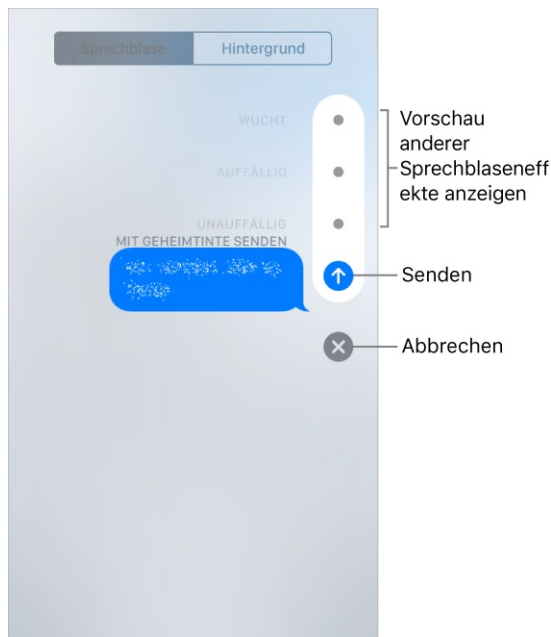 Sprechblase Hintergrund
WUCHT
AUFFÄLLIG
UNAUFFÄLLIG
MIT GEHEIMTINTE SENDEN
Vorschau
anderer
Sprechblaseneff
ekte anzeigen
Senden
Abbrechen